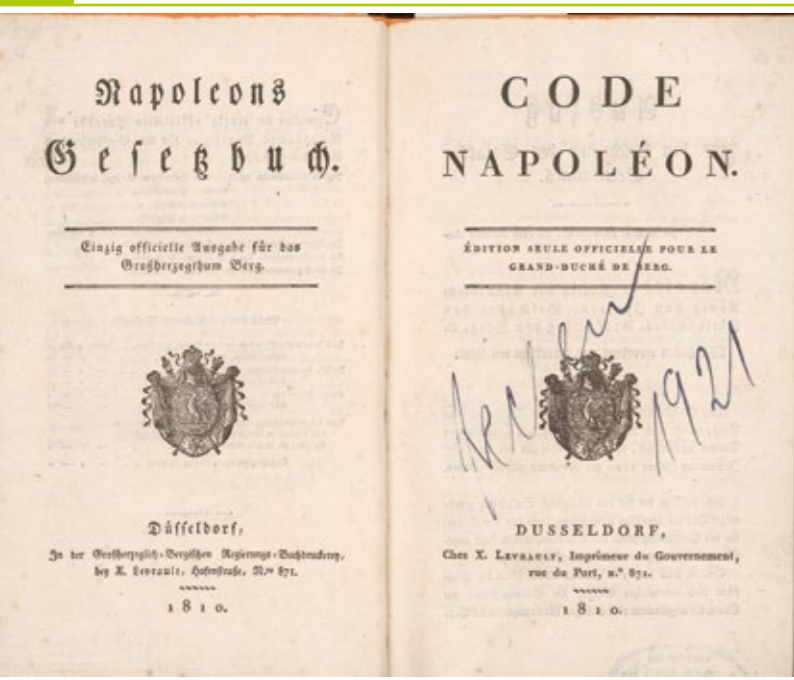 Napoleons
Gesetzbuch.
Einzig officielle Ausgabe für das
Großherzogthum Berg.
Düsseldorf,
In der Großherzoglich-Bergischen Regierungs-Buchdruckerey,
bey X. Levrault, Hafenstraße, N.ro 871.
1810.
CODE
NAPOLÉON.
ÉDITION SEULE OFFICIELLE POUR LE
GRAND-DUCHÉ DE BERG.
1921
DUSSELDORF,
Chez X. LEVRAULT, Imprimeur du Gouvernement,
rue du Port, n.º 871.
1810.